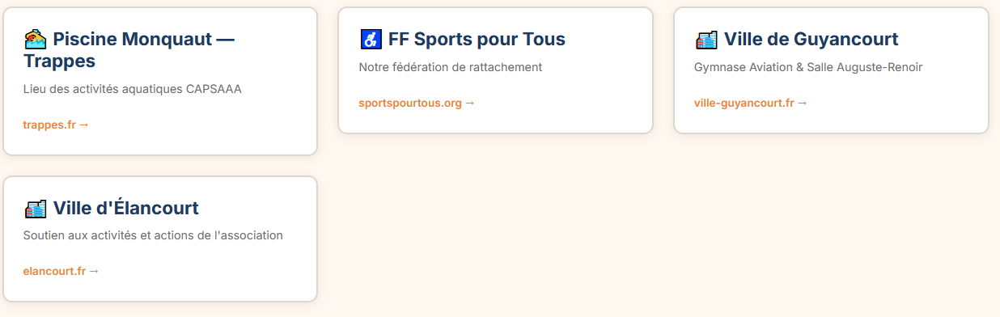 Piscine Monquaut —
Trappes
Lieu des activités aquatiques CAPSAAA
trappes.fr →
FF Sports pour Tous
Notre fédération de rattachement
sportspourtous.org →
Ville de Guyancourt
Gymnase Aviation & Salle Auguste-Renoir
ville-guyancourt.fr →
Ville d'Élancourt
Soutien aux activités et actions de l'association
elancourt.fr →